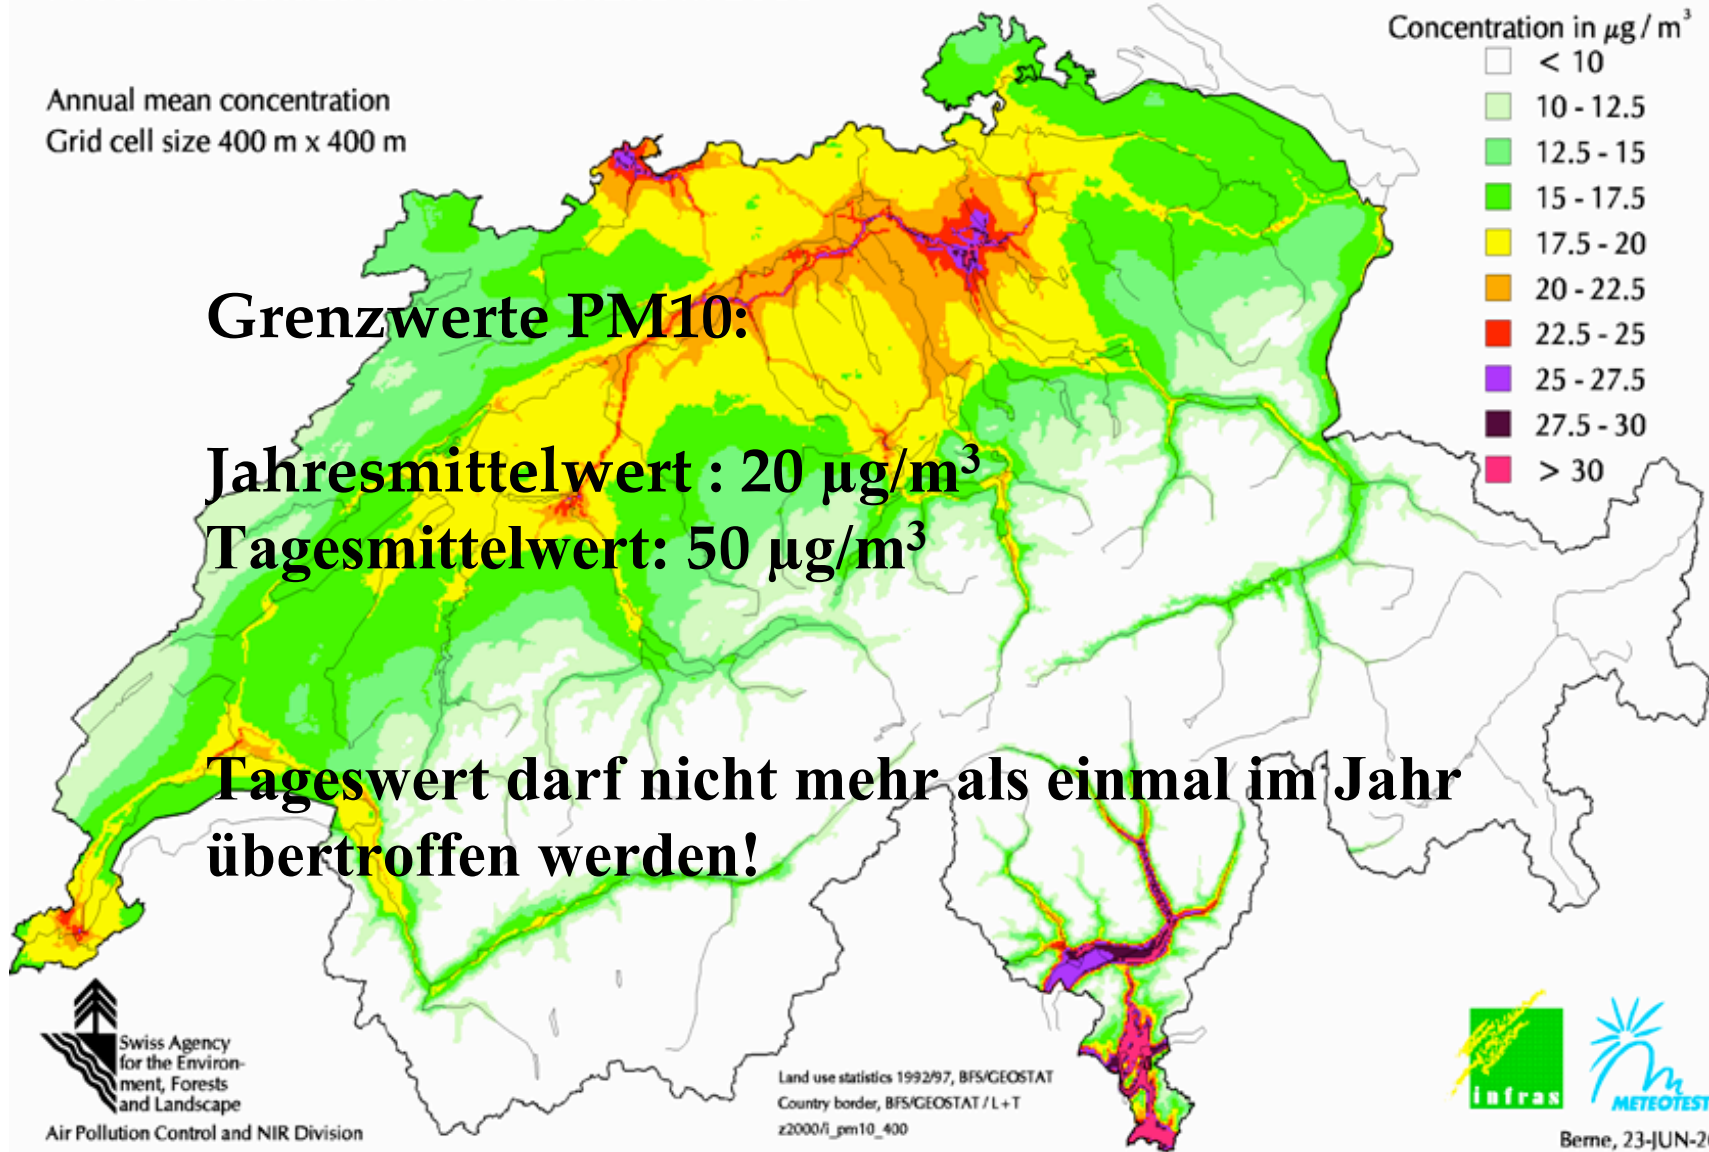 Concentration in µg / m³
< 10
10 - 12.5
12.5 - 15
15 - 17.5
17.5 - 20
20 - 22.5
22.5 - 25
25 - 27.5
27.5 - 30
> 30
Annual mean concentration
Grid cell size 400 m x 400 m
Grenzwerte PM10:
Jahresmittelwert : 20 µg/m³
Tagesmittelwert: 50 µg/m³
Tageswert darf nicht mehr als einmal im Jahr
übertroffen werden!
Swiss Agency
for the Environ-
ment, Forests
and Landscape
Air Pollution Control and NIR Division
Land use statistics 1992/97, BFS/GEOSTAT
Country border, BFS/GEOSTAT / L+T
z2000/i_pm10_400
infras
METEOTEST
Berne, 23-JUN-2